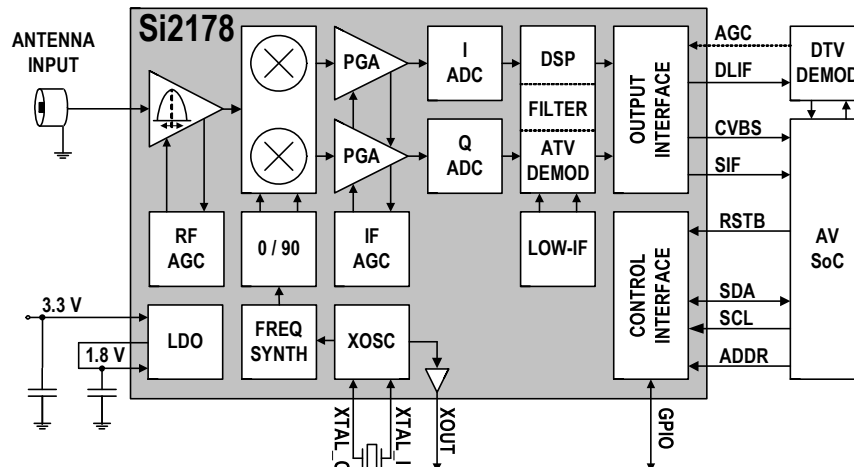 Si2178
ANTENNA
INPUT
PGA
PGA
I
ADC
Q
ADC
DSP
FILTER
ATV
DEMOD
OUTPUT
INTERFACE
AGC
DLIF
CVBS
SIF
DTV
DEMOD
RF
AGC
0 / 90
IF
AGC
LOW-IF
CONTROL
INTERFACE
RSTB
SDA
SCL
ADDR
AV
SoC
3.3 V
1.8 V
LDO
FREQ
SYNTH
XOSC
XTAL_I
XOUT
GPIO